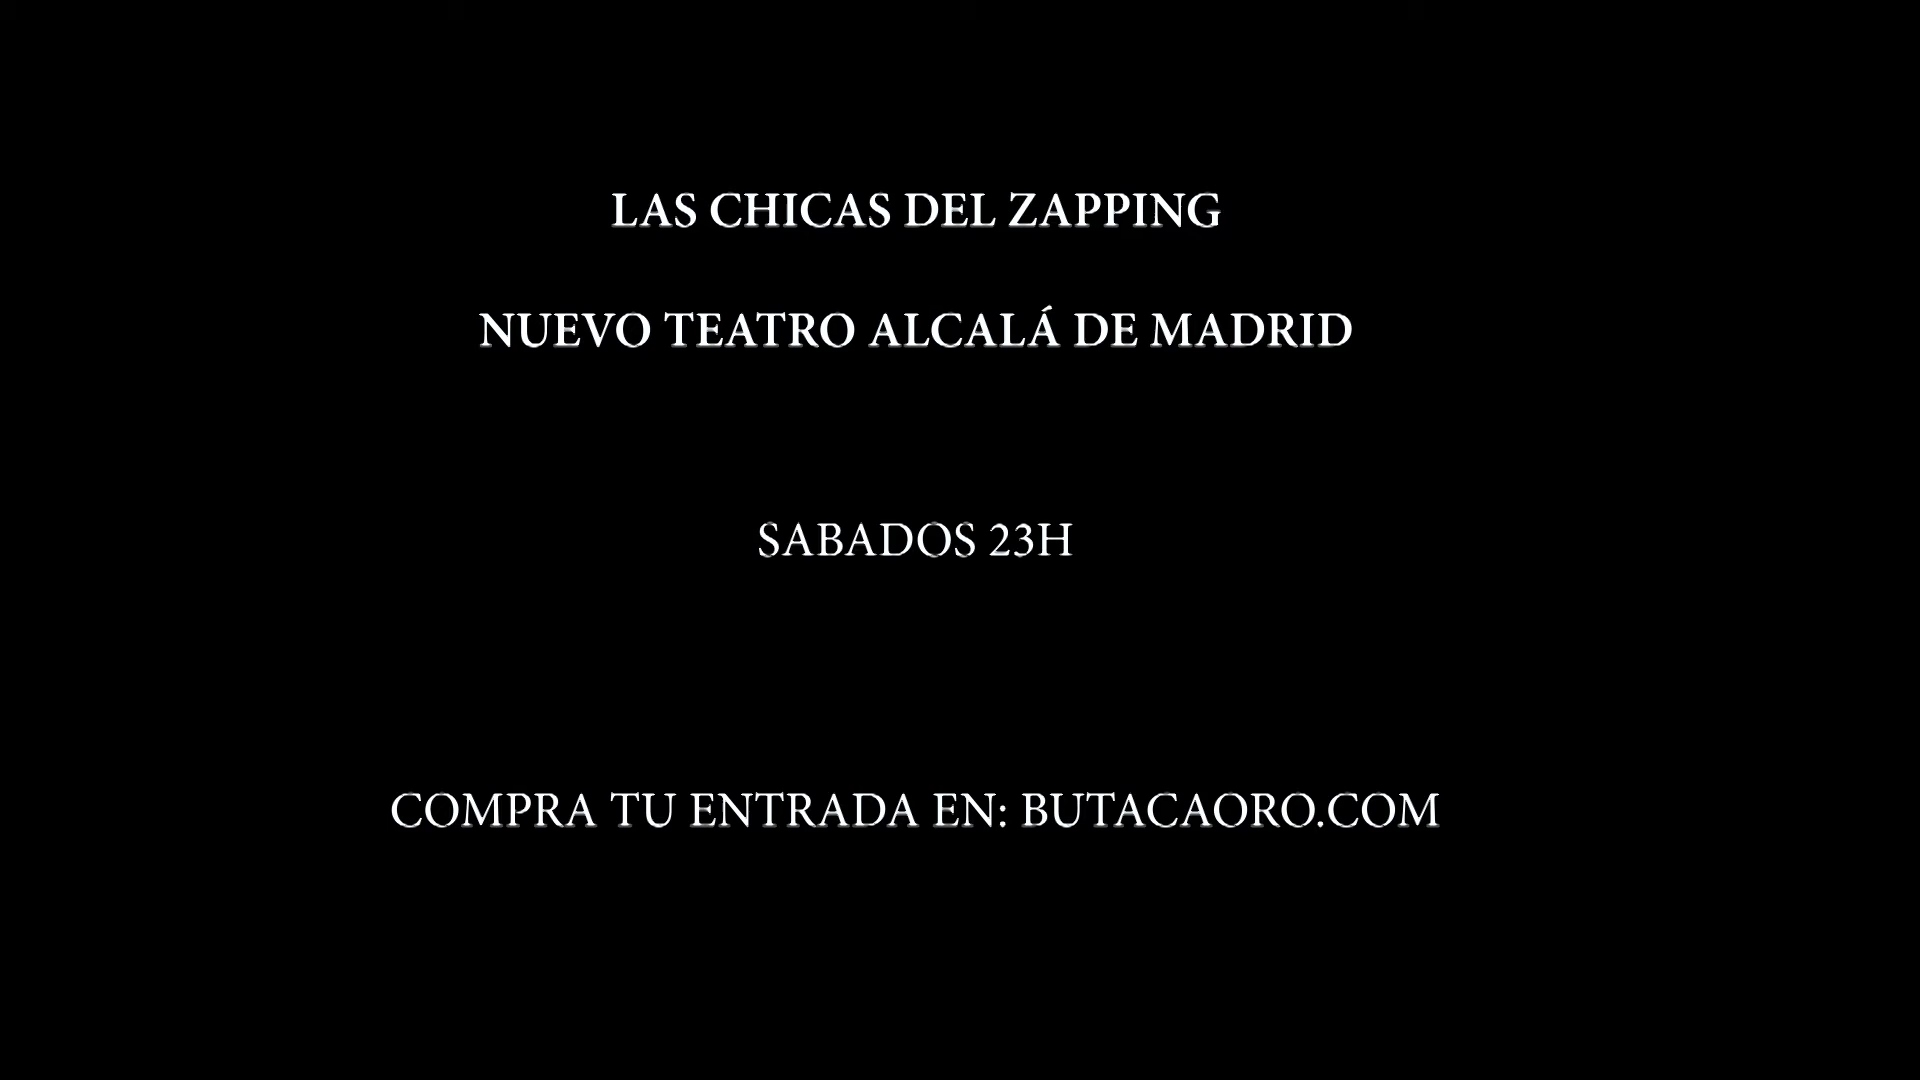 LAS CHICAS DEL ZAPPING
NUEVO TEATRO ALCALÁ DE MADRID
SABADOS 23H
COMPRA TU ENTRADA EN: BUTACAORO.COM